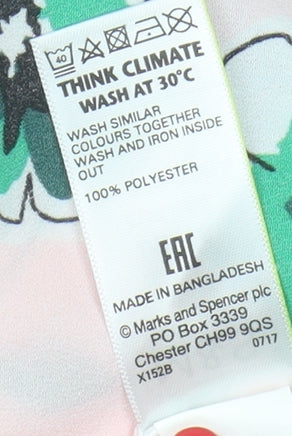 40
THINK CLIMATE
WASH AT 30°C
WASH SIMILAR
COLOURS TOGETHER
WASH AND IRON INSIDE
OUT
100% POLYESTER
EAC
MADE IN BANGLADESH
© Marks and Spencer plc
PO Box 3339
Chester CH99 9QS
X152B 0717